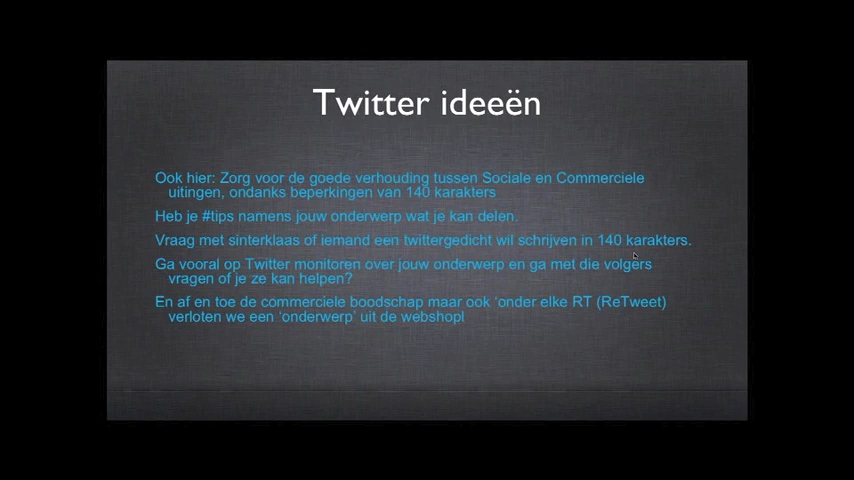 Twitter ideeën
Ook hier: Zorg voor de goede verhouding tussen Sociale en Commerciele
uitingen, ondanks beperkingen van 140 karakters
Heb je #tips namens jouw onderwerp wat je kan delen.
Vraag met sinterklaas of iemand een twittergedicht wil schrijven in 140 karakters.
Ga vooral op Twitter monitoren over jouw onderwerp en ga met die volgers
vragen of je ze kan helpen?
En af en toe de commerciele boodschap maar ook ‘onder elke RT (ReTweet)
verloten we een ‘onderwerp’ uit de webshop!